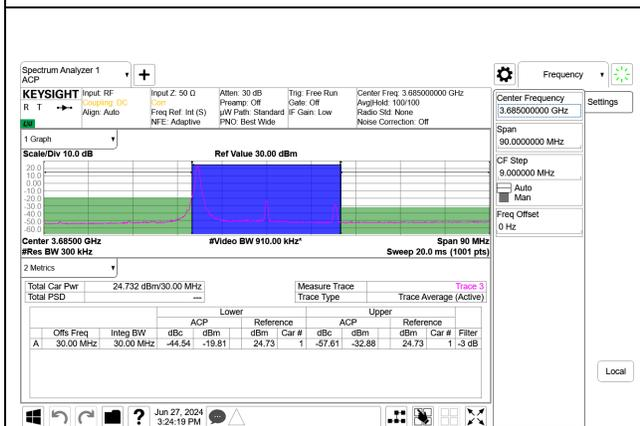 Spectrum Analyzer 1
ACP
Frequency
KEYSIGHT
R T
LXI
Input: RF
Coupling: DC
Align: Auto
Input Z: 50 Ω
Corr
Freq Ref: Int (S)
NFE: Adaptive
Atten: 30 dB
Preamp: Off
µW Path: Standard
PNO: Best Wide
Trig: Free Run
Gate: Off
IF Gain: Low
Center Freq: 3.685000000 GHz
Avg|Hold: 100/100
Radio Std: None
Noise Correction: Off
Center Frequency
3.685000000 GHz
Settings
Span
90.0000000 MHz
CF Step
9.000000 MHz
Auto
Man
Freq Offset
0 Hz
Local
1 Graph
Scale/Div 10.0 dB
Ref Value 30.00 dBm
20.0
10.0
0.00
-10.0
-20.0
-30.0
-40.0
-50.0
-60.0
Center 3.68500 GHz
#Video BW 910.00 kHz*
Span 90 MHz
#Res BW 300 kHz
Sweep 20.0 ms (1001 pts)
2 Metrics
Total Car Pwr 24.732 dBm/30.00 MHz Measure Trace Trace 3
Total PSD --- Trace Type Trace Average (Active)
Lower Upper
ACP Reference ACP Reference
Offs Freq Integ BW dBc dBm dBm Car # dBc dBm dBm Car # Filter
A 30.00 MHz 30.00 MHz -44.54 -19.81 24.73 1 -57.61 -32.88 24.73 1 -3 dB
?
Jun 27, 2024
3:24:19 PM